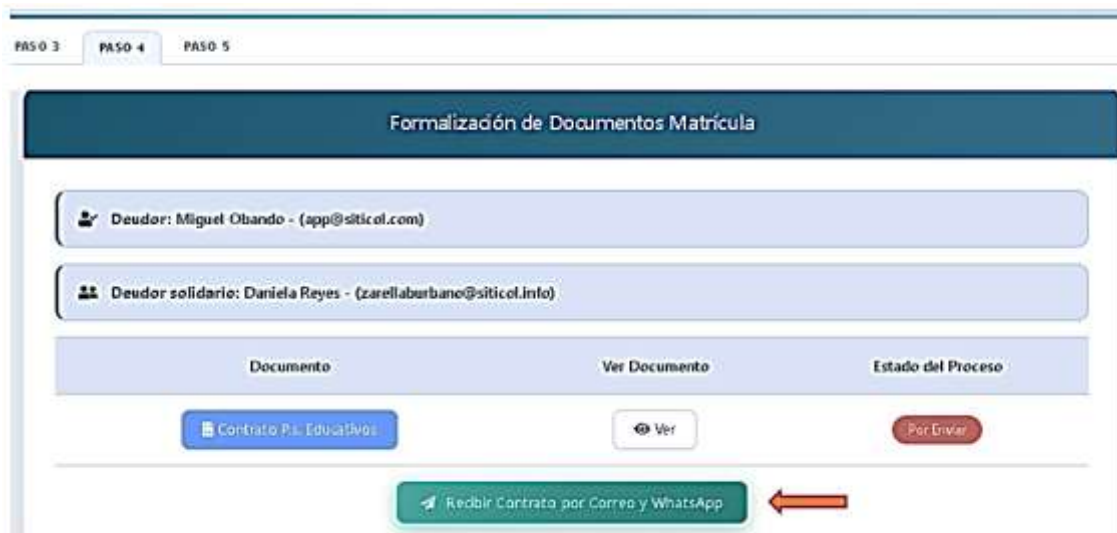 PASO 3 PASO 4 PASO 5
Formalización de Documentos Matrícula
Deudor: Miguel Obando - (app@siticol.com)
Deudor solidario: Daniela Reyes - (zarellaburbano@siticol.info)
Documento Ver Documento Estado del Proceso
Contrato P.s. Educativos Ver Por Enviar
Recibir Contrato por Correo y WhatsApp